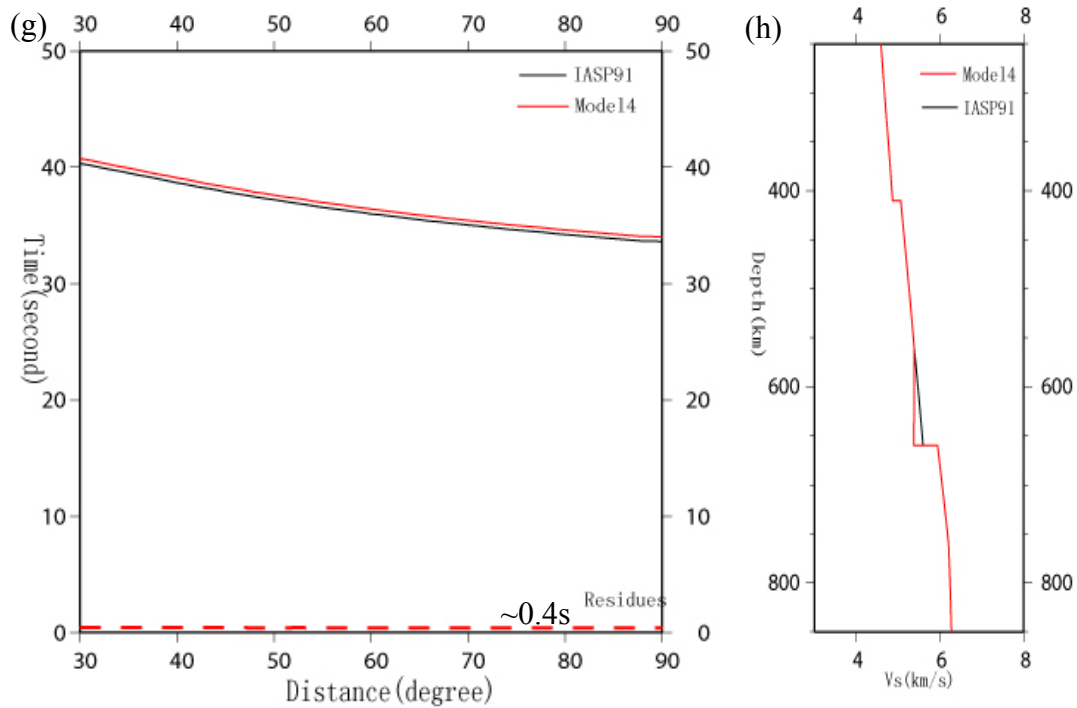 (g)
30 40 50 60 70 80 90
50 50
IASP91
Model4
40 40
30 30
20 20
10 10
0 0
Time(second)
Residues
~0.4s
30 40 50 60 70 80 90
Distance(degree)
(h)
4 6 8
Model4
IASP91
400 400
600 600
800 800
Depth(km)
4 6 8
Vs(km/s)